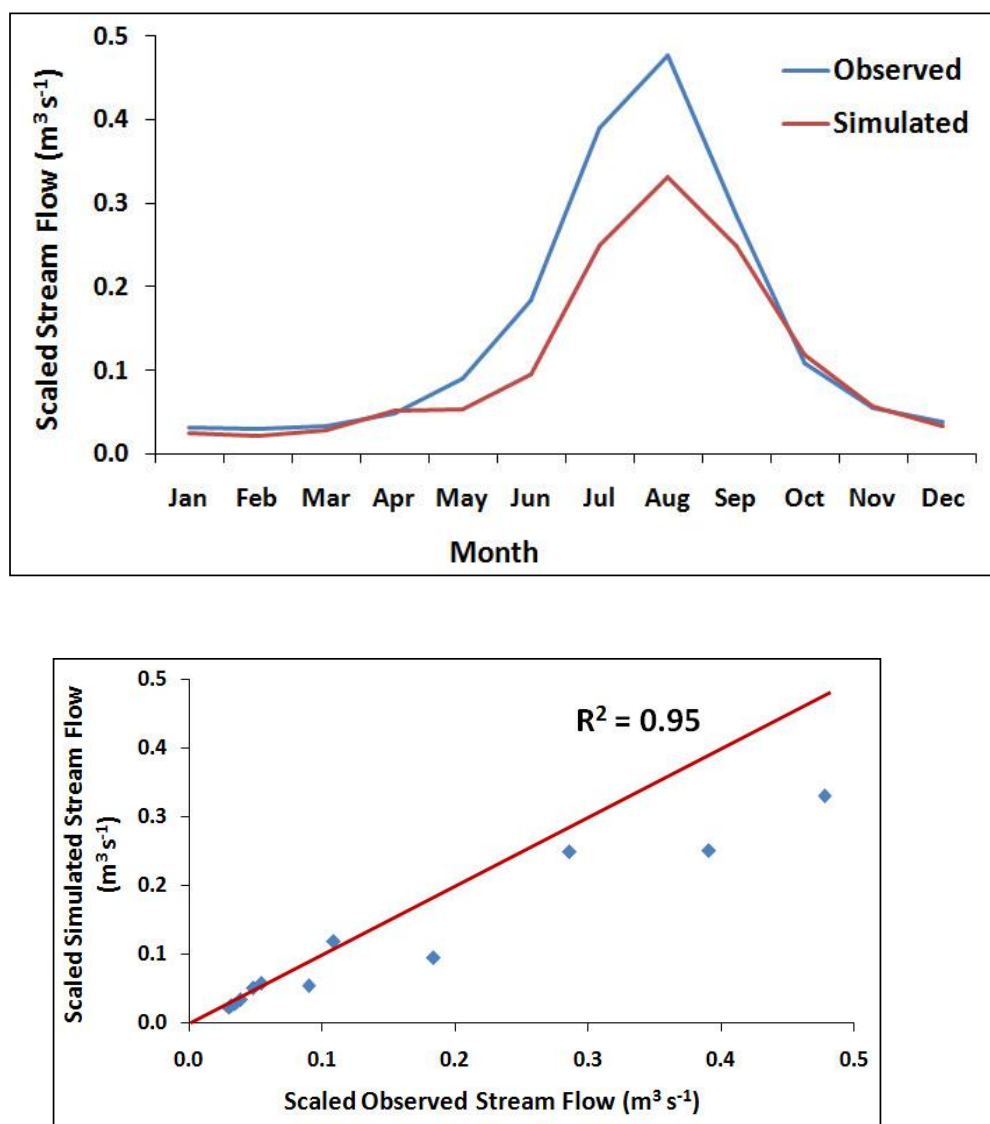 Scaled Stream Flow (m³ s⁻¹)
0.5
0.4
0.3
0.2
0.1
0.0
Observed
Simulated
Jan Feb Mar Apr May Jun Jul Aug Sep Oct Nov Dec
Month
Scaled Simulated Stream Flow
(m³ s⁻¹)
0.5
0.4
0.3
0.2
0.1
0.0
R² = 0.95
0.0 0.1 0.2 0.3 0.4 0.5
Scaled Observed Stream Flow (m³ s⁻¹)